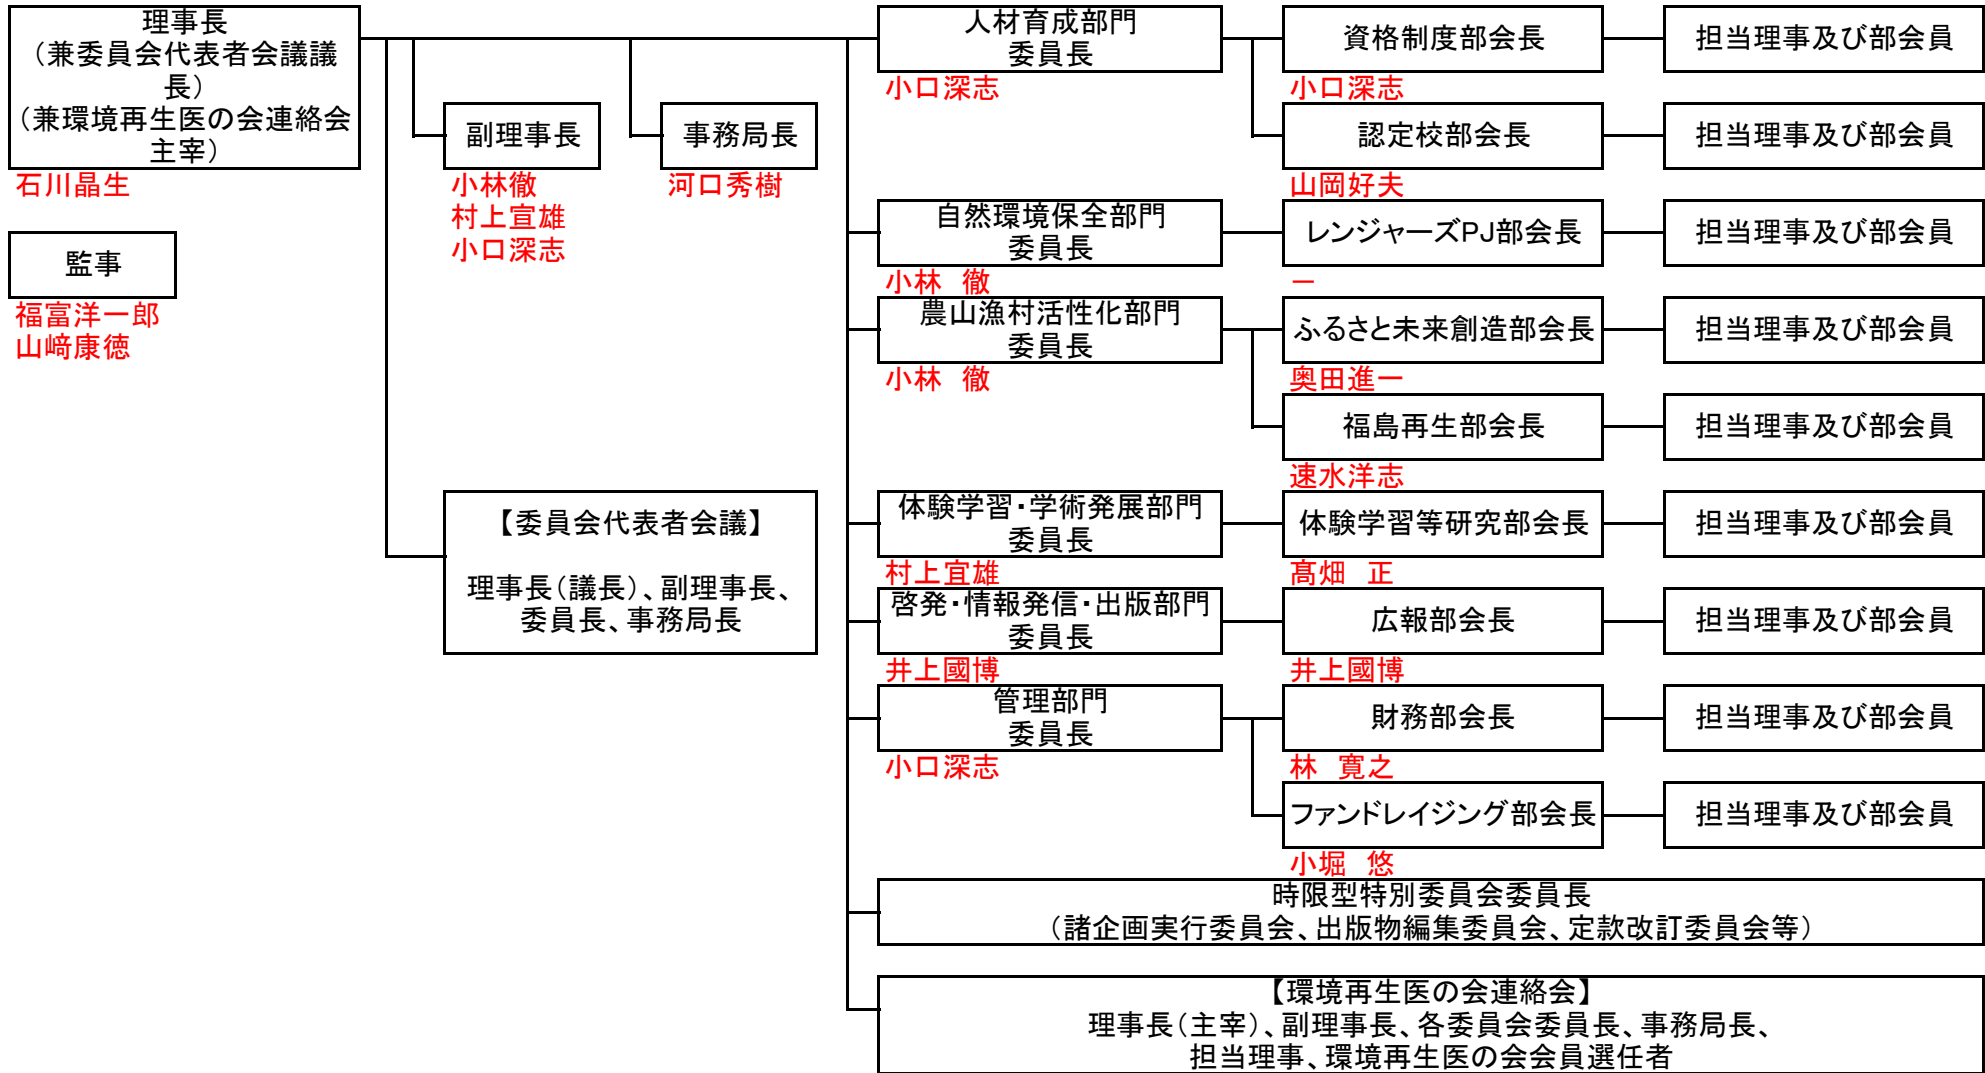 理事長
（兼委員会代表者会議議
長）
（兼環境再生医の会連絡会
主宰）
石川晶生
監事
福富洋一郎
山﨑康徳
副理事長
小林徹
村上宣雄
小口深志
事務局長
河口秀樹
【委員会代表者会議】
理事長（議長）、副理事長、
委員長、事務局長
人材育成部門
委員長
小口深志
資格制度部会長
小口深志
担当理事及び部会員
認定校部会長
山岡好夫
担当理事及び部会員
自然環境保全部門
委員長
小林　徹
レンジャーズPJ部会長
－
担当理事及び部会員
農山漁村活性化部門
委員長
小林　徹
ふるさと未来創造部会長
奥田進一
担当理事及び部会員
福島再生部会長
速水洋志
担当理事及び部会員
体験学習・学術発展部門
委員長
村上宜雄
体験学習等研究部会長
髙畑　正
担当理事及び部会員
啓発・情報発信・出版部門
委員長
井上國博
広報部会長
井上國博
担当理事及び部会員
管理部門
委員長
小口深志
財務部会長
林　寛之
担当理事及び部会員
ファンドレイジング部会長
小堀　悠
担当理事及び部会員
時限型特別委員会委員長
（諸企画実行委員会、出版物編集委員会、定款改訂委員会等）
【環境再生医の会連絡会】
理事長（主宰）、副理事長、各委員会委員長、事務局長、
担当理事、環境再生医の会会員選任者